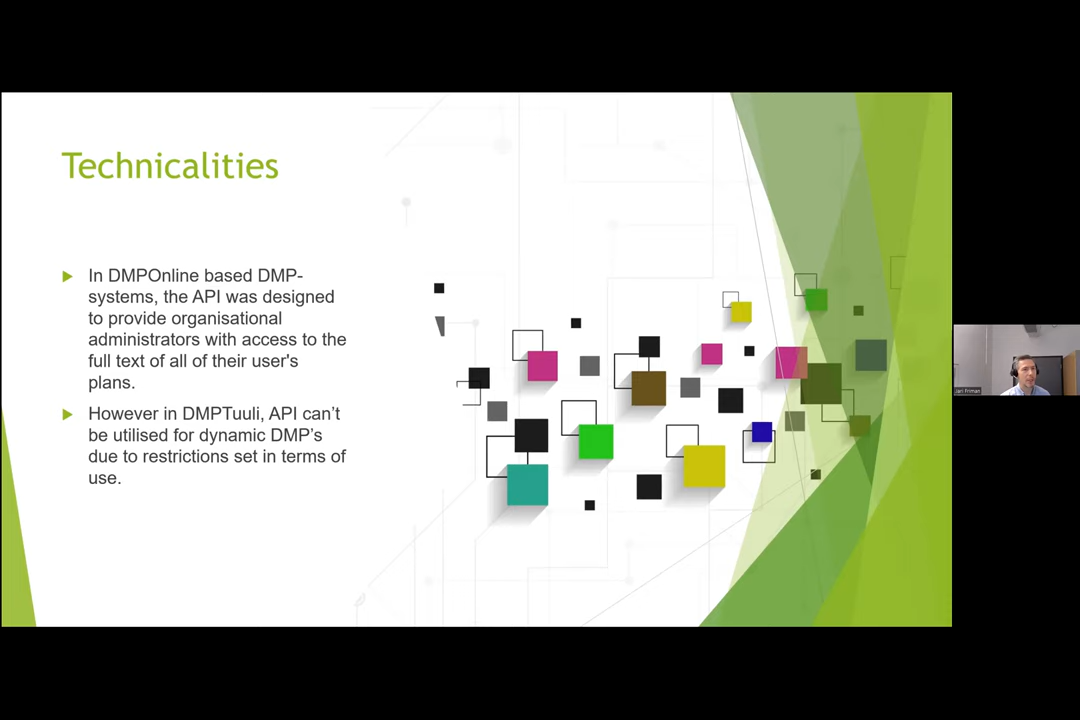 Technicalities
In DMPOnline based DMP-
systems, the API was designed
to provide organisational
administrators with access to the
full text of all of their user's
plans.
However in DMPTuuli, API can't
be utilised for dynamic DMP's
due to restrictions set in terms of
use.
Jari Friman